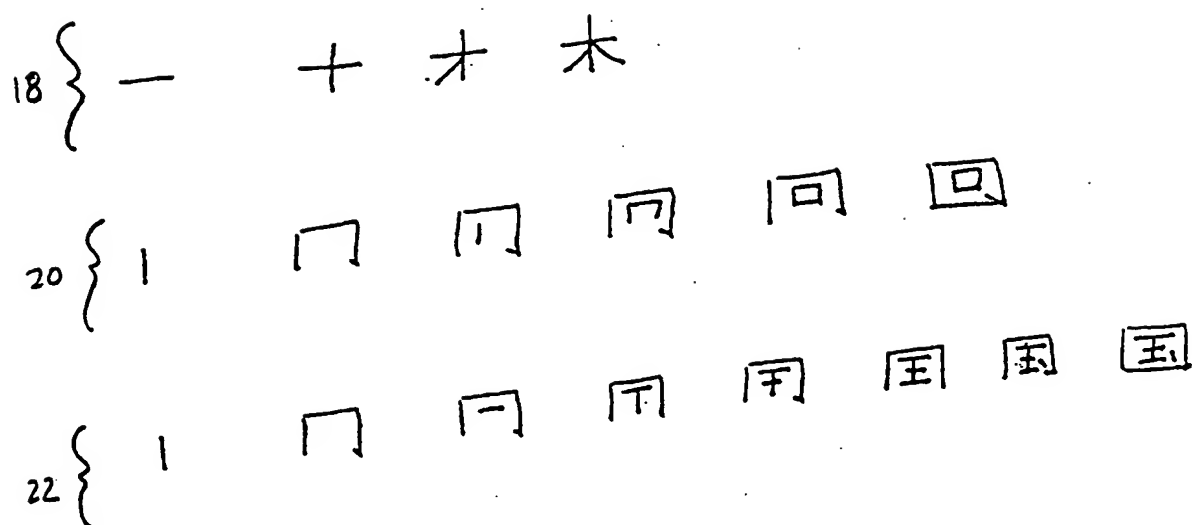 18 { 一 十 才 木
20 { 丨 冂 回
22 { 丨 冂 国